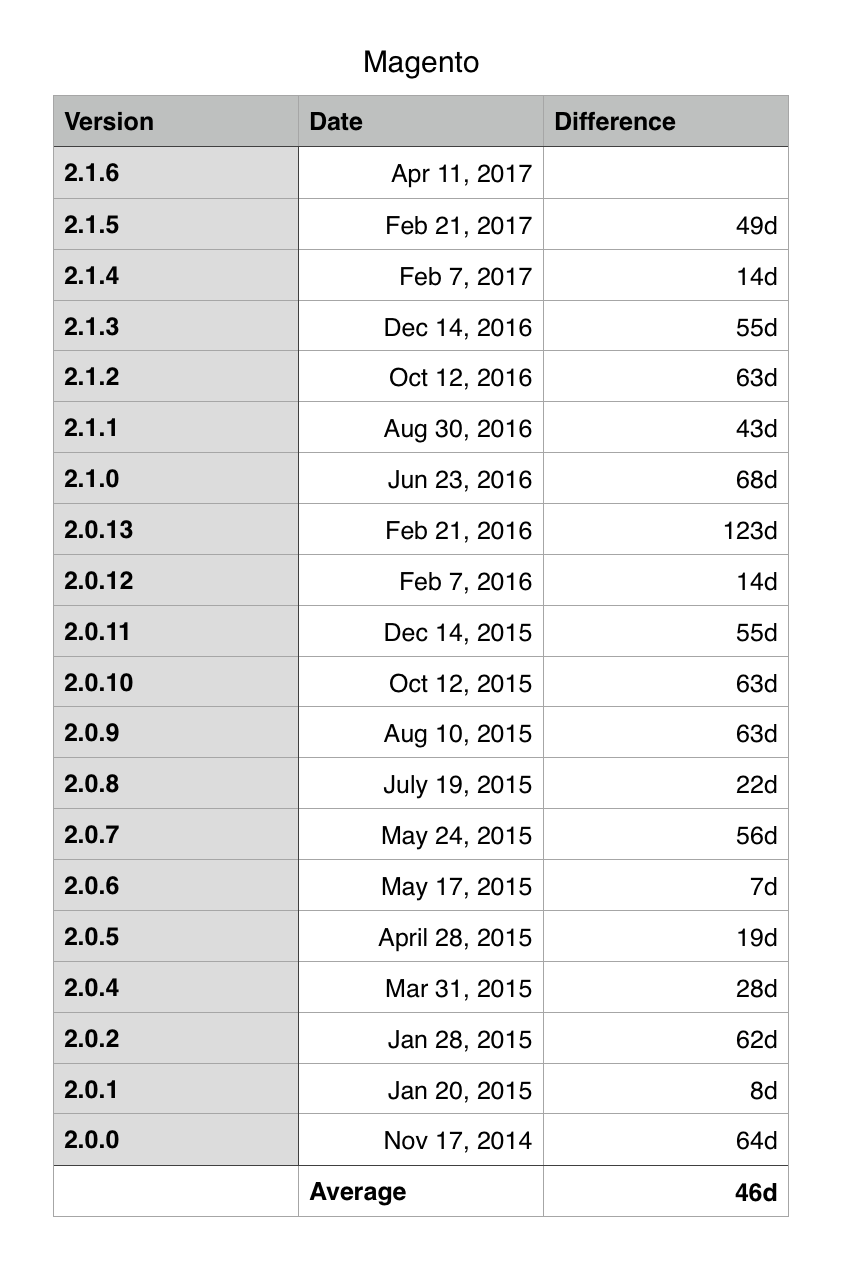 Magento
Version Date Difference
2.1.6 Apr 11, 2017
2.1.5 Feb 21, 2017 49d
2.1.4 Feb 7, 2017 14d
2.1.3 Dec 14, 2016 55d
2.1.2 Oct 12, 2016 63d
2.1.1 Aug 30, 2016 43d
2.1.0 Jun 23, 2016 68d
2.0.13 Feb 21, 2016 123d
2.0.12 Feb 7, 2016 14d
2.0.11 Dec 14, 2015 55d
2.0.10 Oct 12, 2015 63d
2.0.9 Aug 10, 2015 63d
2.0.8 July 19, 2015 22d
2.0.7 May 24, 2015 56d
2.0.6 May 17, 2015 7d
2.0.5 April 28, 2015 19d
2.0.4 Mar 31, 2015 28d
2.0.2 Jan 28, 2015 62d
2.0.1 Jan 20, 2015 8d
2.0.0 Nov 17, 2014 64d
Average 46d